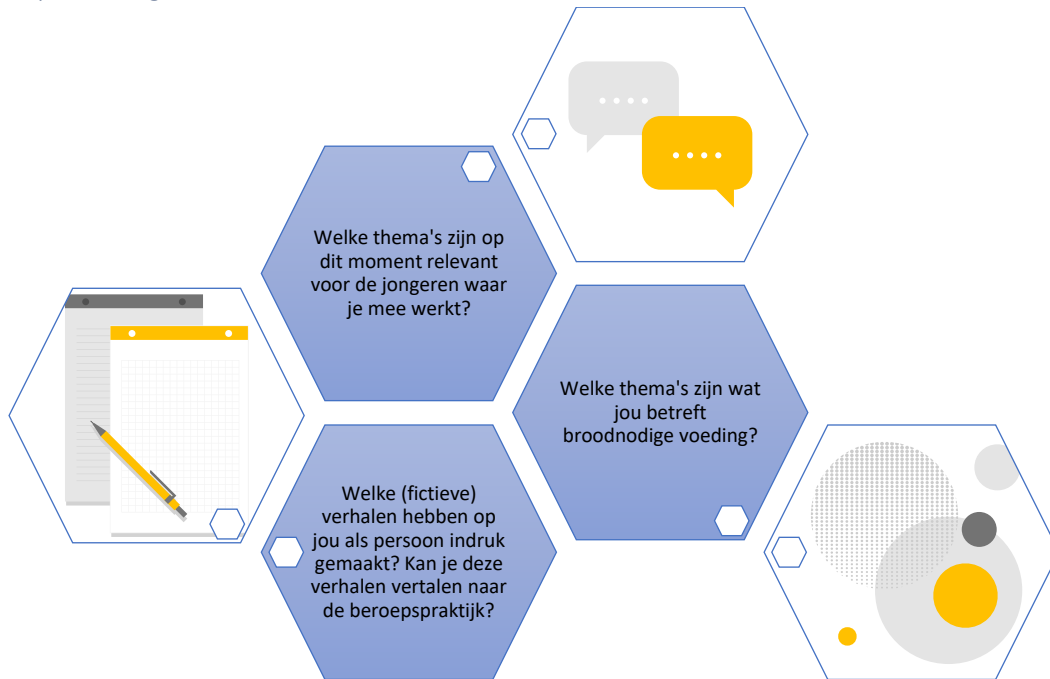 Welke thema's zijn op
dit moment relevant
voor de jongeren waar
je mee werkt?
Welke thema's zijn wat
jou betreft
broodnodige voeding?
Welke (fictieve)
verhalen hebben op
jou als persoon indruk
gemaakt? Kan je deze
verhalen vertalen naar
de beroepspraktijk?